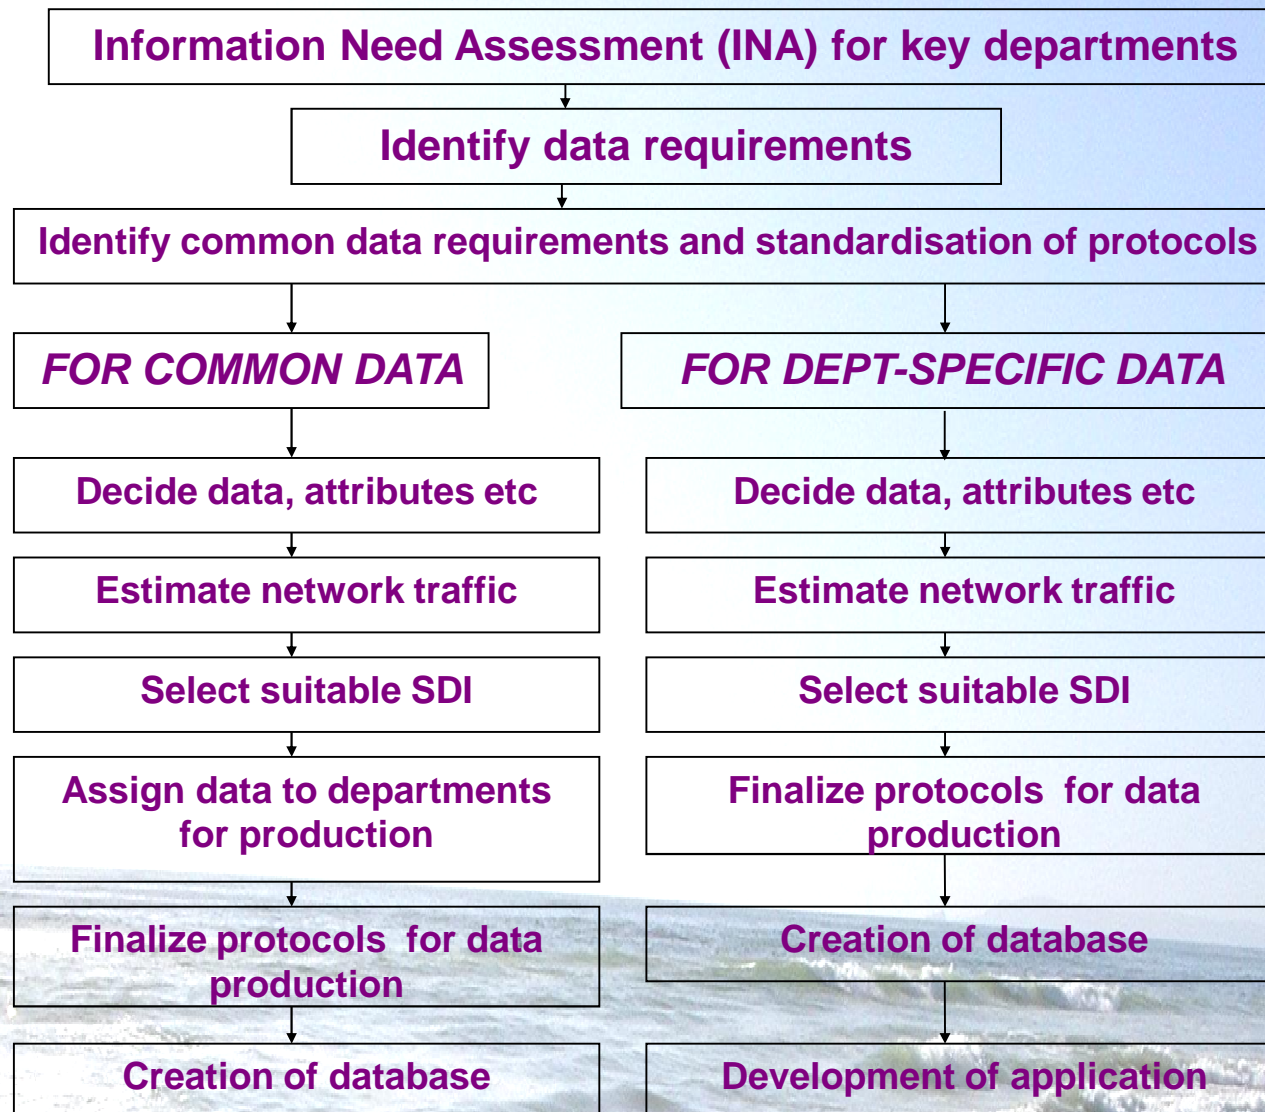 Information Need Assessment (INA) for key departments
Identify data requirements
Identify common data requirements and standardisation of protocols
FOR COMMON DATA
Decide data, attributes etc
Estimate network traffic
Select suitable SDI
Assign data to departments
for production
Finalize protocols for data
production
Creation of database
FOR DEPT-SPECIFIC DATA
Decide data, attributes etc
Estimate network traffic
Select suitable SDI
Finalize protocols for data
production
Creation of database
Development of application